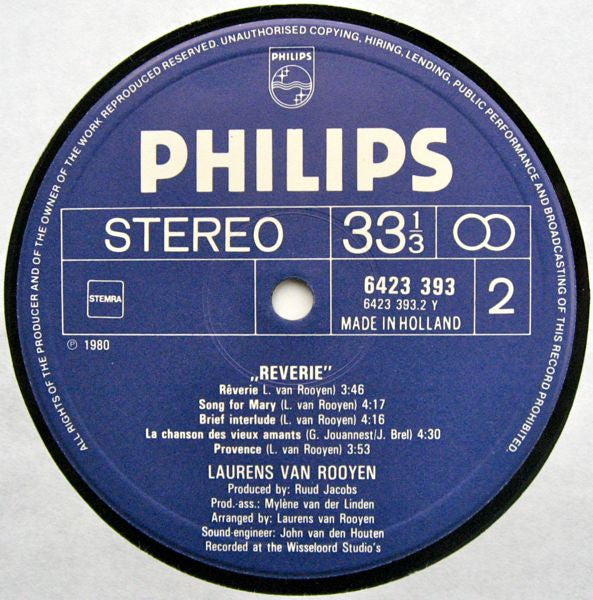 ALL RIGHTS OF THE PRODUCER AND OF THE OWNER OF THE WORK REPRODUCED RESERVED. UNAUTHORISED COPYING, HIRING, LENDING, PUBLIC PERFORMANCE AND BROADCASTING OF THIS RECORD PROHIBITED.
PHILIPS
PHILIPS
STEREO 33 1/3
STEMRA
6423 393
6423 393.2 Y
MADE IN HOLLAND
2
℗ 1980
„REVERIE"
Rêverie L. van Rooyen) 3:46
Song for Mary (L. van Rooyen) 4:17
Brief interlude (L. van Rooyen) 4:16
La chanson des vieux amants (G. Jouannest/J. Brel) 4:30
Provence (L. van Rooyen) 3:53
LAURENS VAN ROOYEN
Produced by: Ruud Jacobs
Prod.-ass.: Mylène van der Linden
Arranged by: Laurens van Rooyen
Sound-engineer: John van den Houten
Recorded at the Wisseloord Studio's